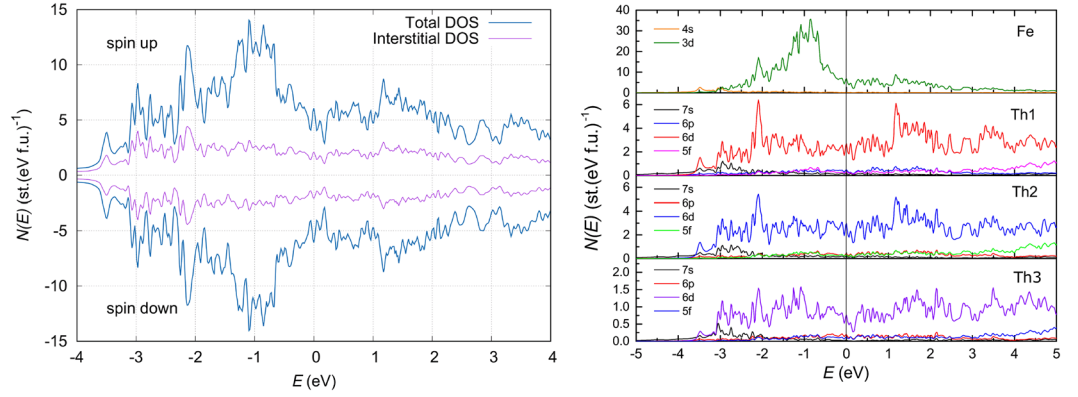 15
10
5
0
-5
-10
-15
N(E) (st.(eV f.u.)⁻¹)
Total DOS
Interstitial DOS
spin up
spin down
-4 -3 -2 -1 0 1 2 3 4
E (eV)
N(E) (st.(eV f.u.)⁻¹)
40
30
20
10
0
4s
3d
Fe
6
4
2
0
7s
6p
6d
5f
Th1
6
4
2
0
7s
6p
6d
5f
Th2
2.0
1.5
1.0
0.5
0.0
7s
6p
6d
5f
Th3
-5 -4 -3 -2 -1 0 1 2 3 4 5
E (eV)